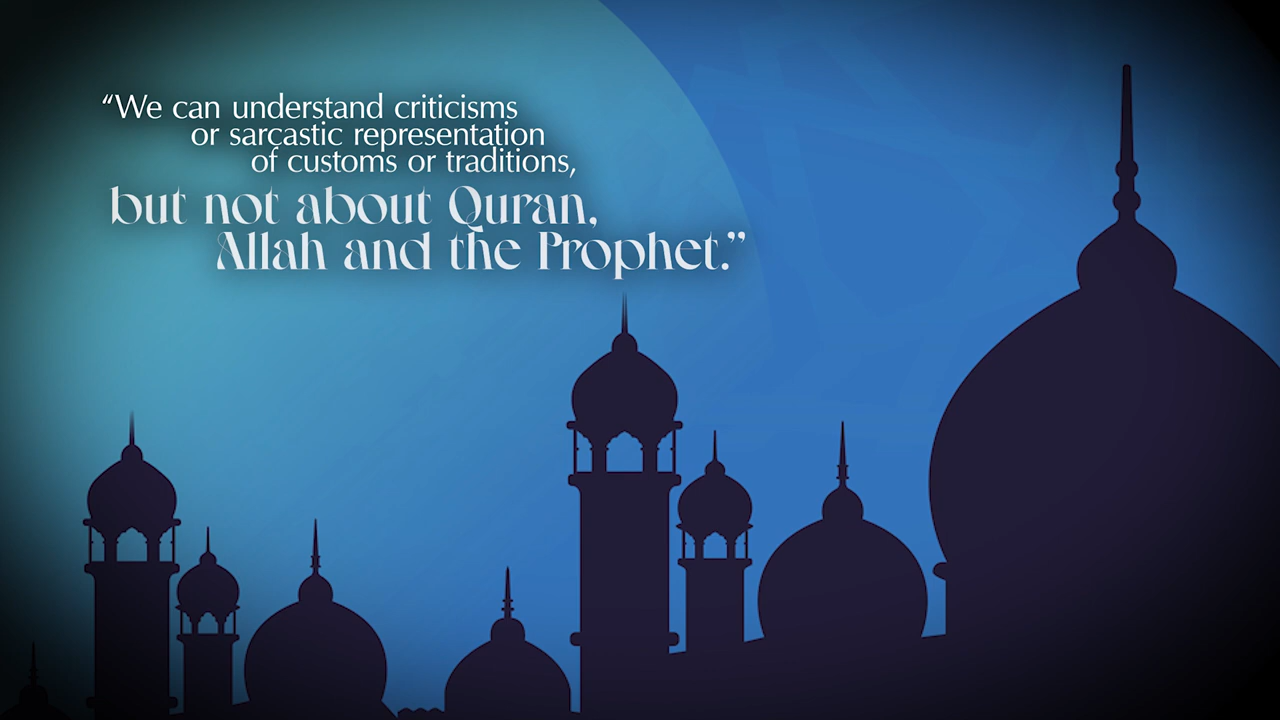 “We can understand criticisms
or sarcastic representation
of customs or traditions,
but not about Quran,
Allah and the Prophet.”